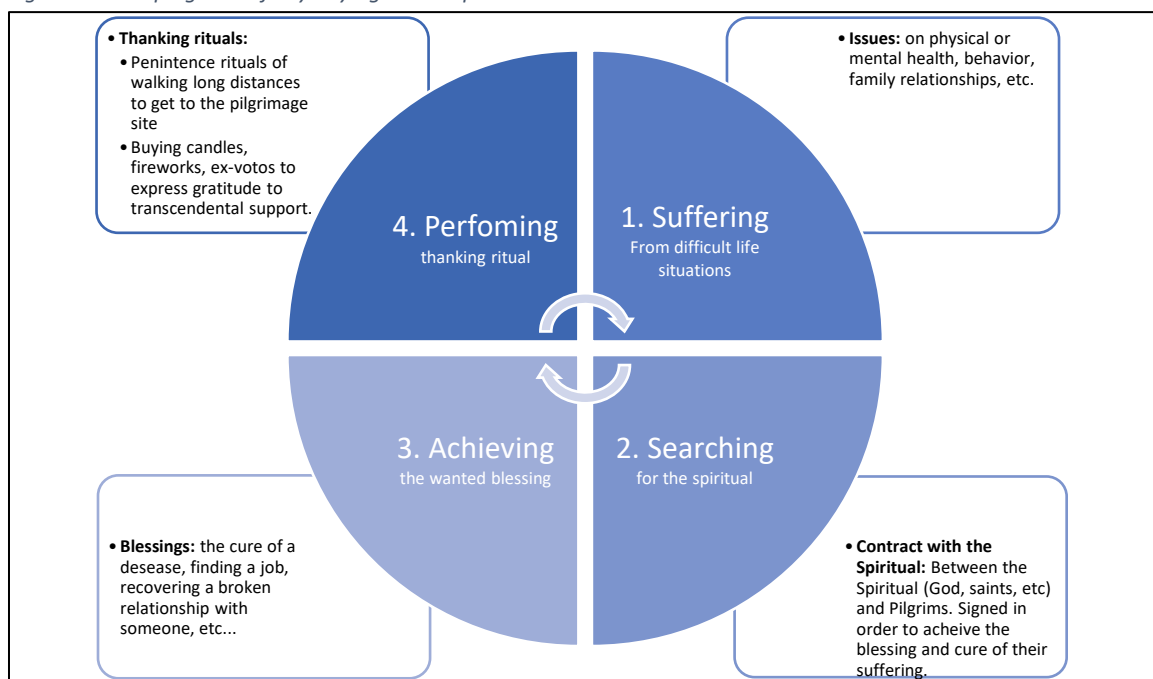 • Thanking rituals:
• Penintence rituals of
walking long distances
to get to the pilgrimage
site
• Buying candles,
fireworks, ex-votos to
express gratitude to
transcendental support.
• Issues: on physical or
mental health, behavior,
family relationships, etc.
4. Perfoming
thanking ritual
1. Suffering
From difficult life
situations
3. Achieving
the wanted blessing
2. Searching
for the spiritual
• Blessings: the cure of a
desease, finding a job,
recovering a broken
relationship with
someone, etc...
• Contract with the
Spiritual: Between the
Spiritual (God, saints, etc)
and Pilgrims. Signed in
order to acheive the
blessing and cure of their
suffering.